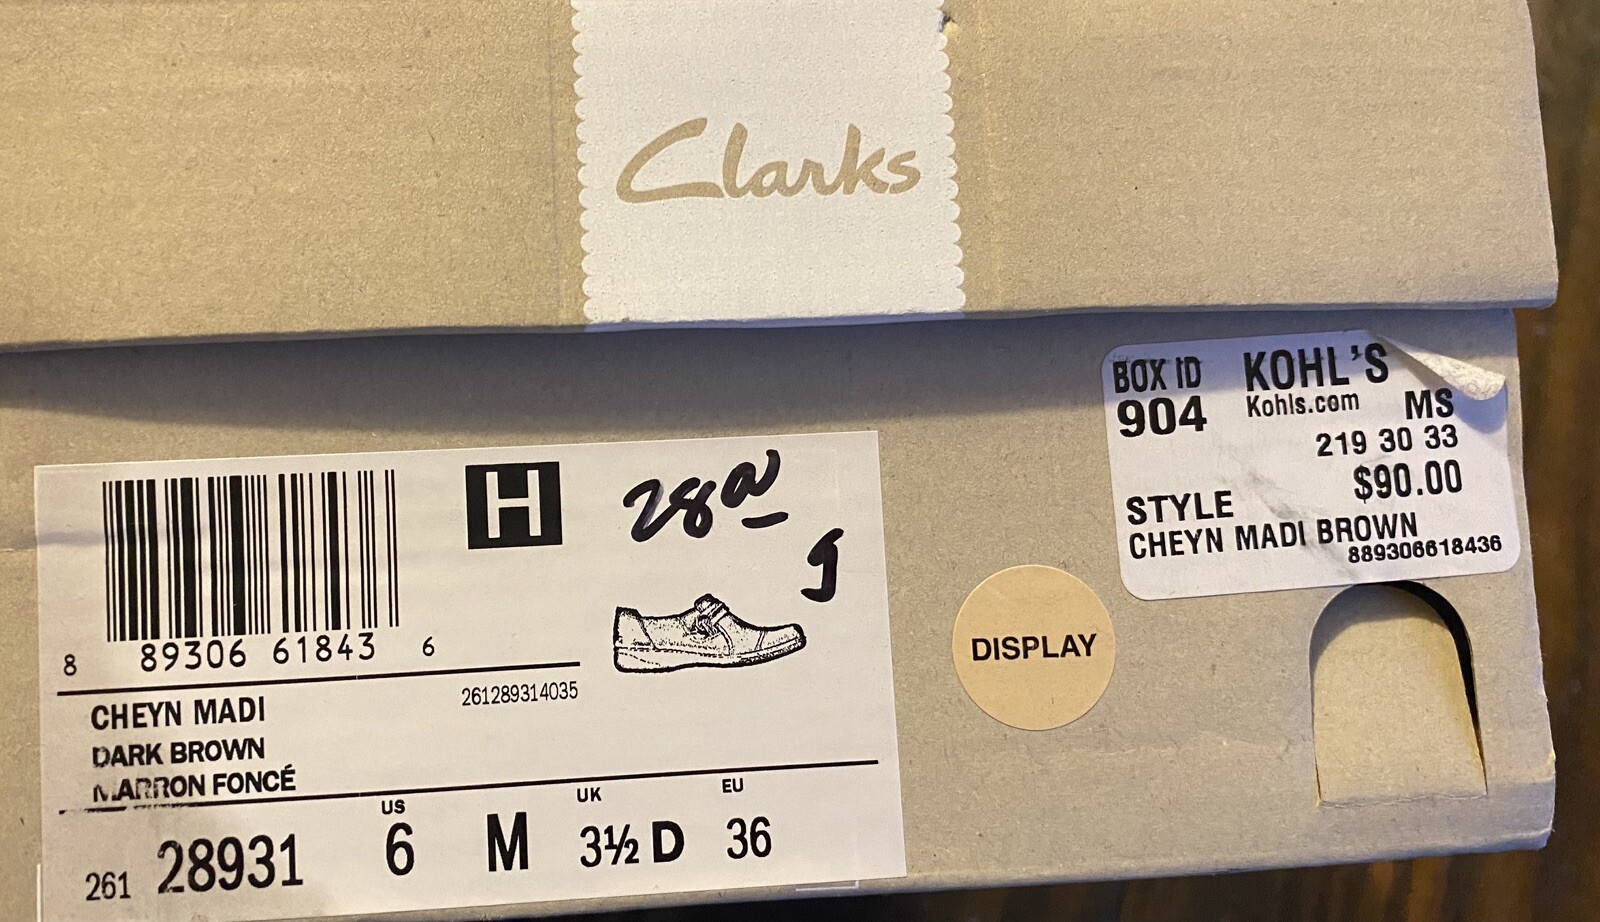 Clarks
BOX ID KOHL'S
904 Kohls.com MS
219 30 33
$90.00
STYLE
CHEYN MADI BROWN
889306618436
H
28
DISPLAY
8 89306 61843 6
261289314035
CHEYN MADI
DARK BROWN
MARRON FONCÉ
US UK EU
261 28931 6 M 3½ D 36